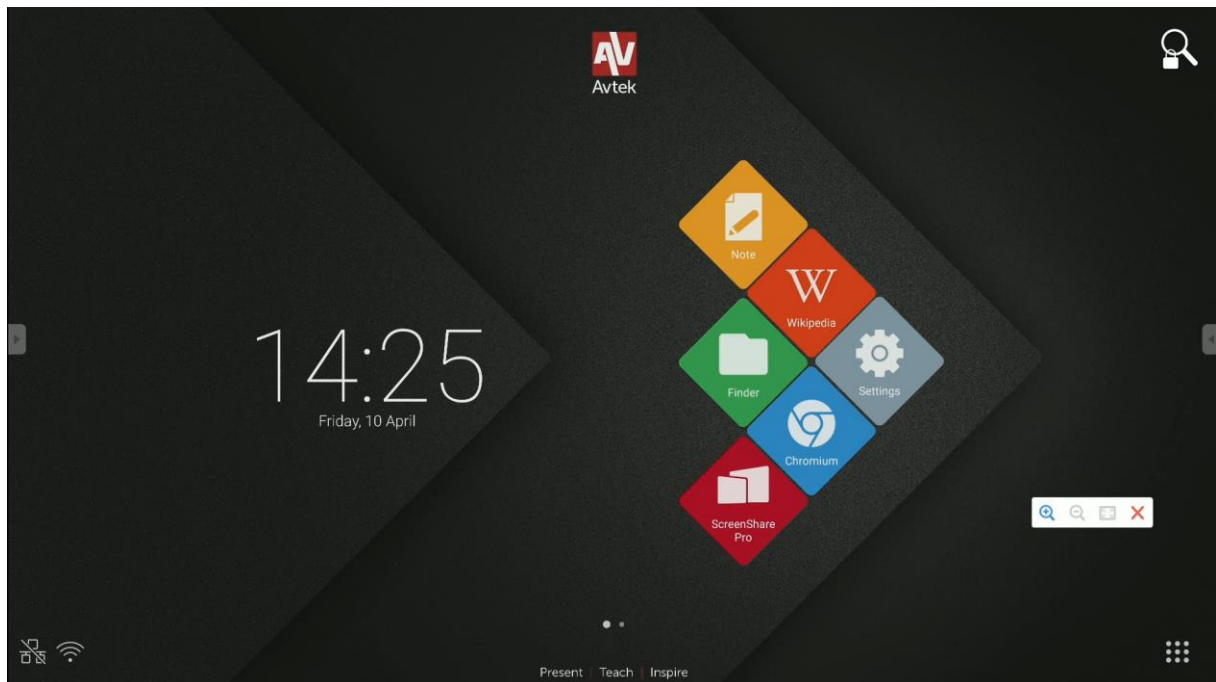 AV
Avtek
14:25
Friday, 10 April
Note
W
Wikipedia
Finder
Settings
Chromium
ScreenShare
Pro
Present | Teach | Inspire